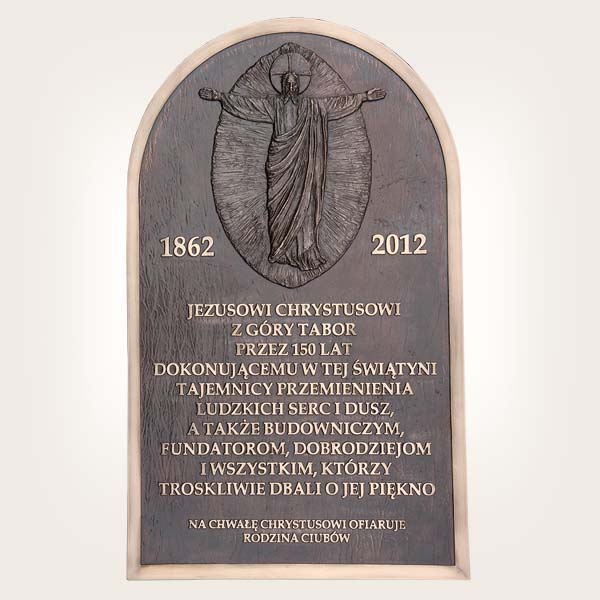 1862 2012
JEZUSOWI CHRYSTUSOWI
Z GÓRY TABOR
PRZEZ 150 LAT
DOKONUJĄCEMU W TEJ ŚWIĄTYNI
TAJEMNICY PRZEMIENIENIA
LUDZKICH SERC I DUSZ,
A TAKŻE BUDOWNICZYM,
FUNDATOROM, DOBRODZIEJOM
I WSZYSTKIM, KTÓRZY
TROSKLIWIE DBALI O JEJ PIĘKNO
NA CHWAŁĘ CHRYSTUSOWI OFIARUJE
RODZINA CIUBÓW